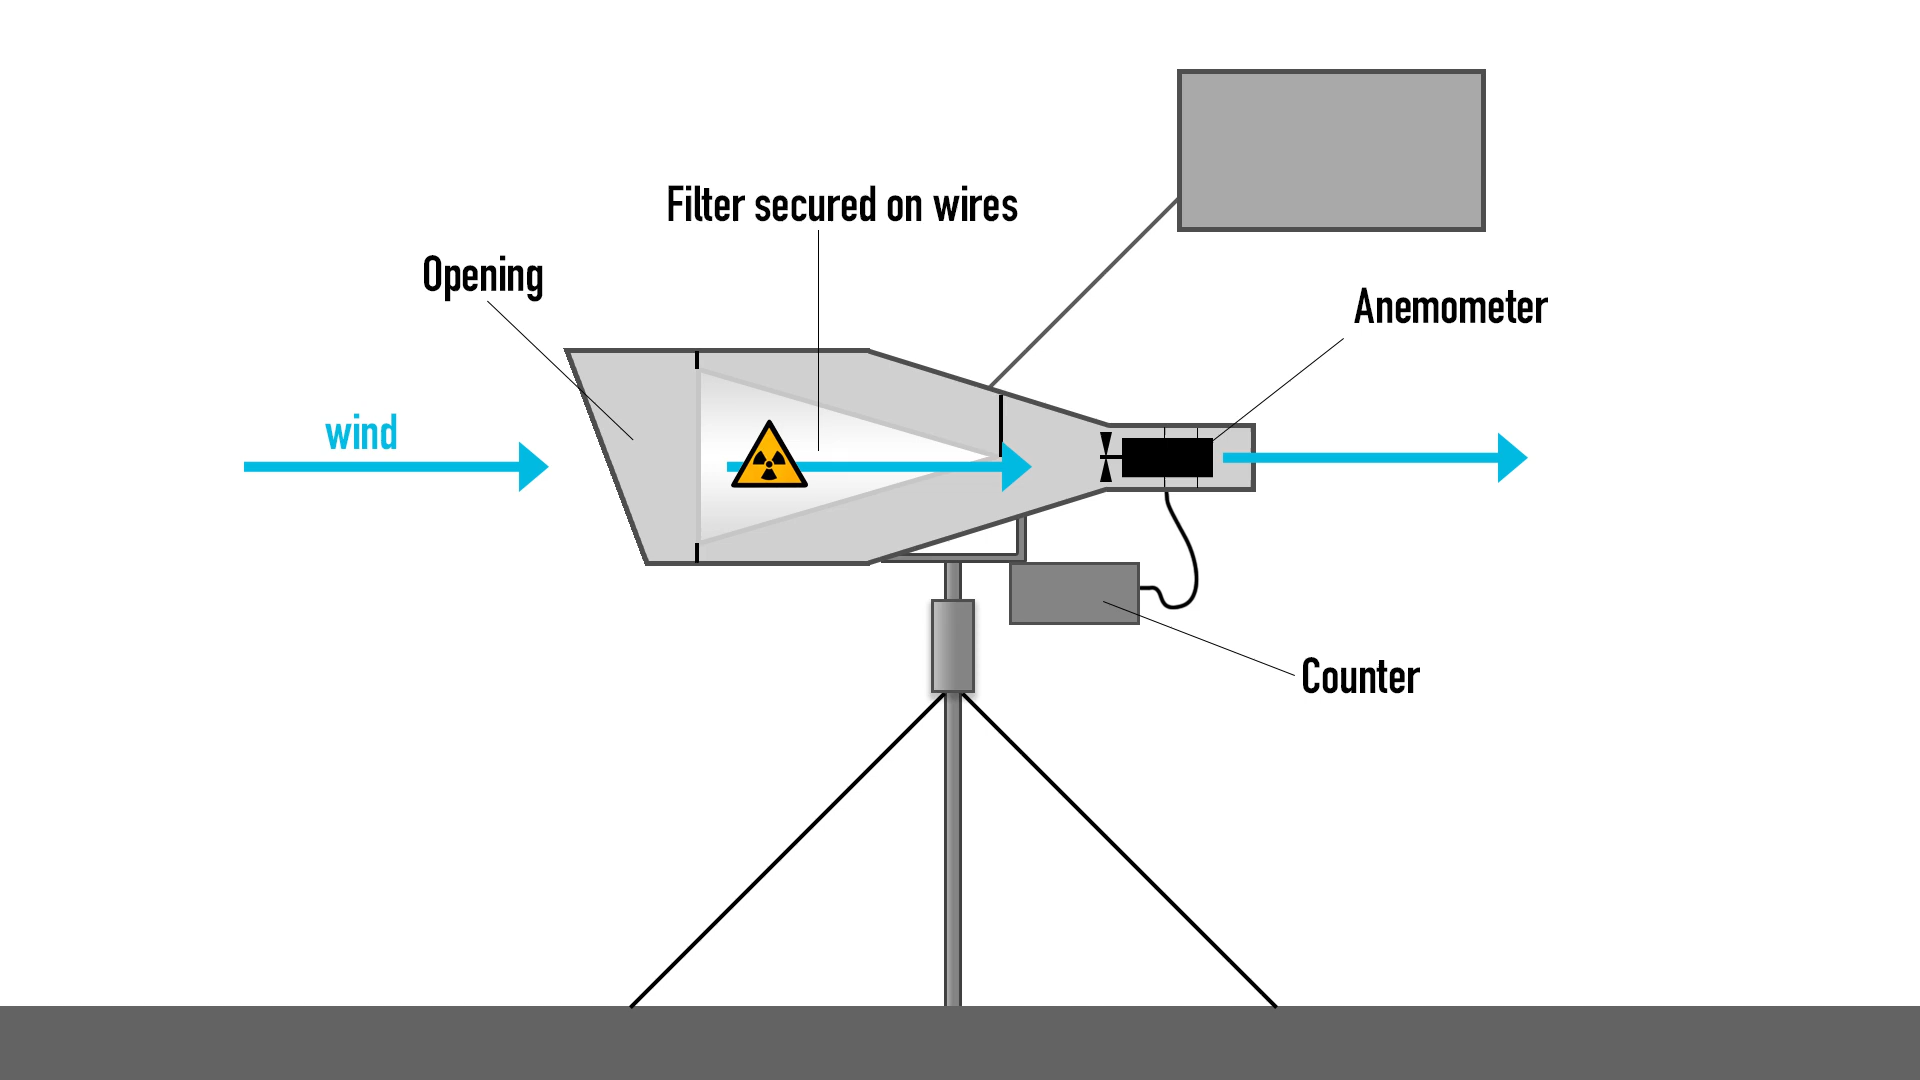 Filter secured on wires
Opening
Anemometer
wind
Counter